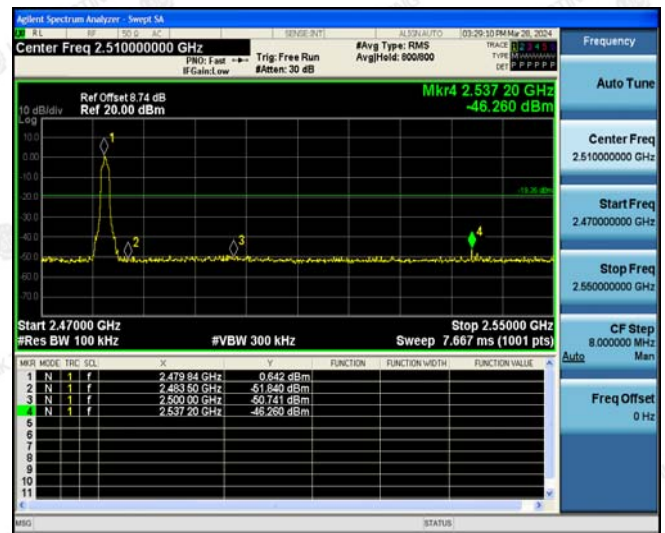 Agilent Spectrum Analyzer - Swept SA
RL RF 50 Ω AC SENSE:INT ALIGN AUTO 03:29:10 PM Mar 28, 2024
Center Freq 2.510000000 GHz
PNO: Fast
IFGain:Low
Trig: Free Run
#Atten: 30 dB
#Avg Type: RMS
Avg|Hold: 800/800
TRACE 1 2 3 4 5 6
TYPE
DET P P P P P P
Frequency
Auto Tune
Center Freq
2.510000000 GHz
Start Freq
2.470000000 GHz
Stop Freq
2.550000000 GHz
CF Step
8.000000 MHz
Auto Man
Freq Offset
0 Hz
Mkr4 2.537 20 GHz
-46.260 dBm
Ref Offset 8.74 dB
10 dB/div Ref 20.00 dBm
Log
10.0
0.00
-10.0
-20.0
-30.0
-40.0
-50.0
-60.0
-70.0
1
2
3
4
Start 2.47000 GHz
#Res BW 100 kHz
#VBW 300 kHz
Stop 2.55000 GHz
Sweep 7.667 ms (1001 pts)
MKR MODE TRC SCL X Y FUNCTION FUNCTION WIDTH FUNCTION VALUE
1 N 1 f 2.479 84 GHz 0.642 dBm
2 N 1 f 2.483 50 GHz -51.840 dBm
3 N 1 f 2.500 00 GHz -50.741 dBm
4 N 1 f 2.537 20 GHz -46.260 dBm
5
6
7
8
9
10
11
MSG STATUS